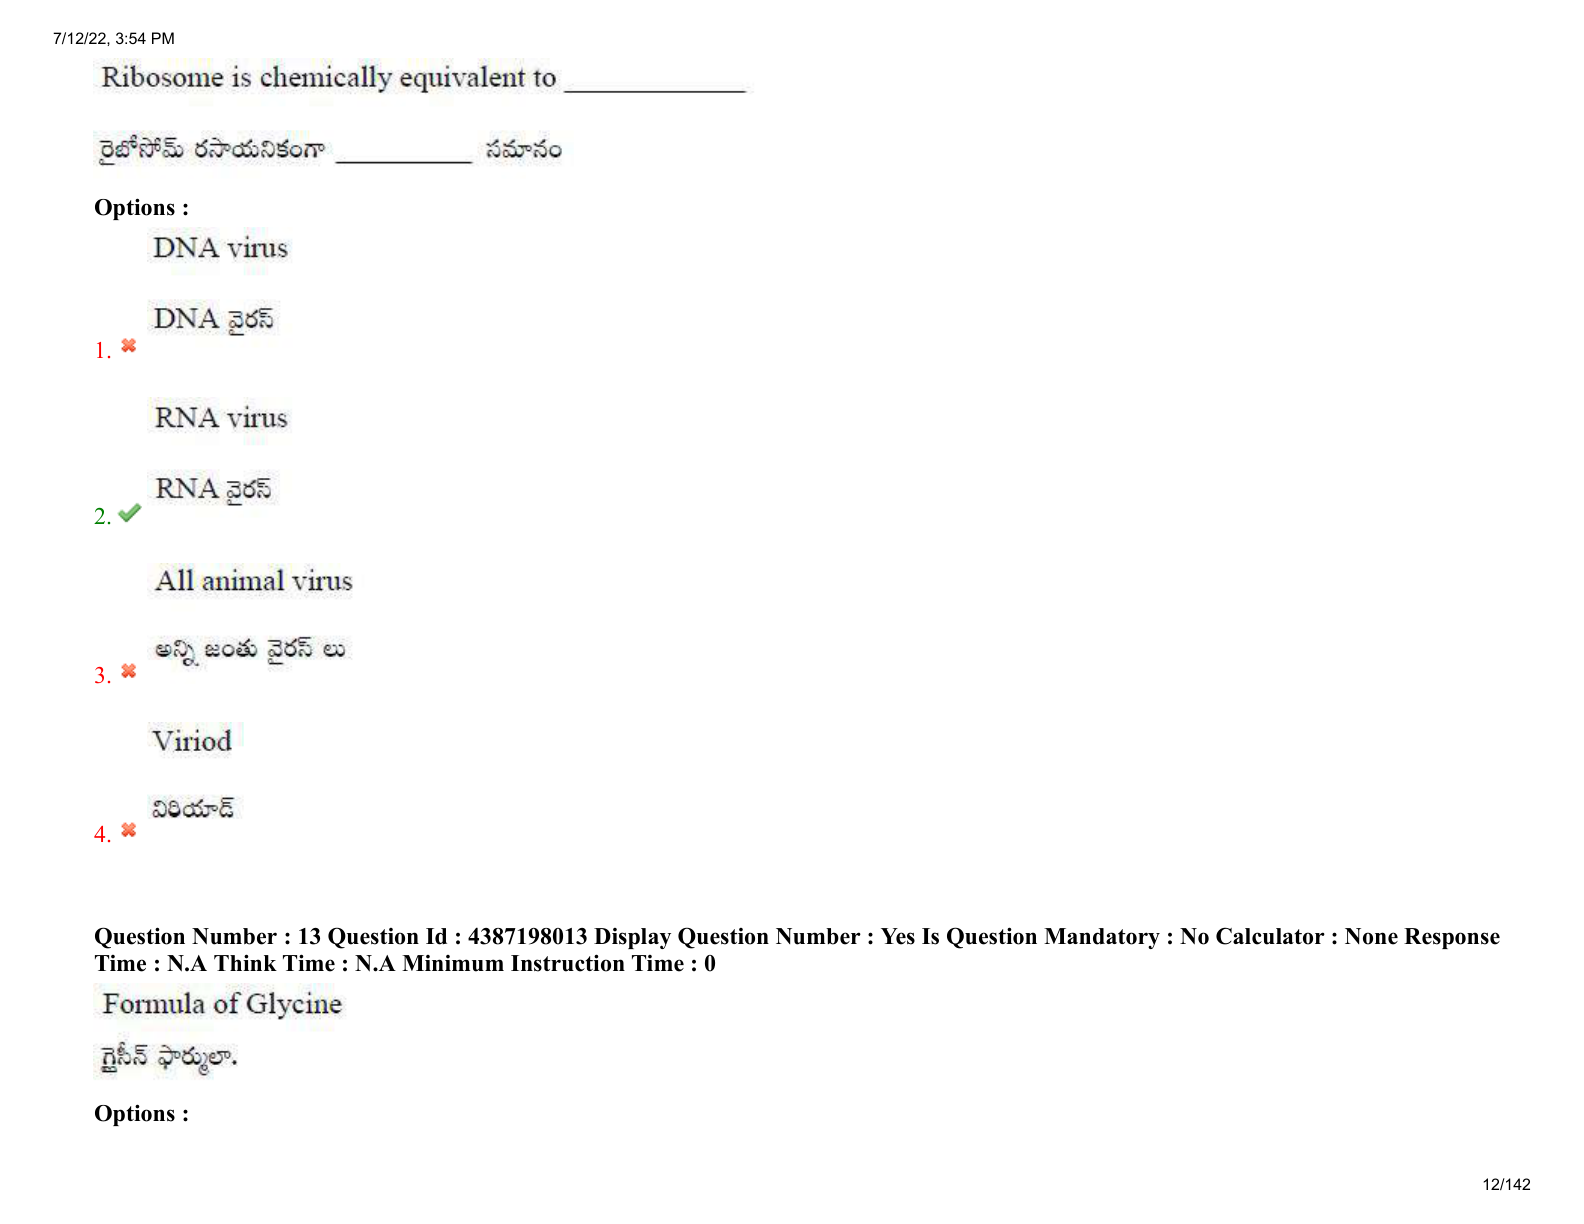 7/12/22, 3:54 PM
Ribosome is chemically equivalent to _____________
రైబోసోమ్ రసాయనికంగా __________ సమానం
Options :
DNA virus
DNA వైరస్
1.
RNA virus
RNA వైరస్
2.
All animal virus
అన్ని జంతు వైరస్ లు
3.
Viriod
విరియాడ్
4.
Question Number : 13 Question Id : 4387198013 Display Question Number : Yes Is Question Mandatory : No Calculator : None Response
Time : N.A Think Time : N.A Minimum Instruction Time : 0
Formula of Glycine
గ్లైసీన్ ఫార్ములా.
Options :
12/142